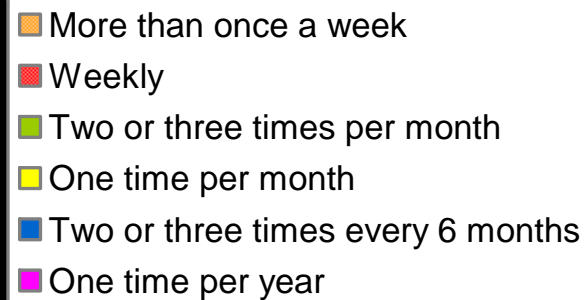 More than once a week
Weekly
Two or three times per month
One time per month
Two or three times every 6 months
One time per year